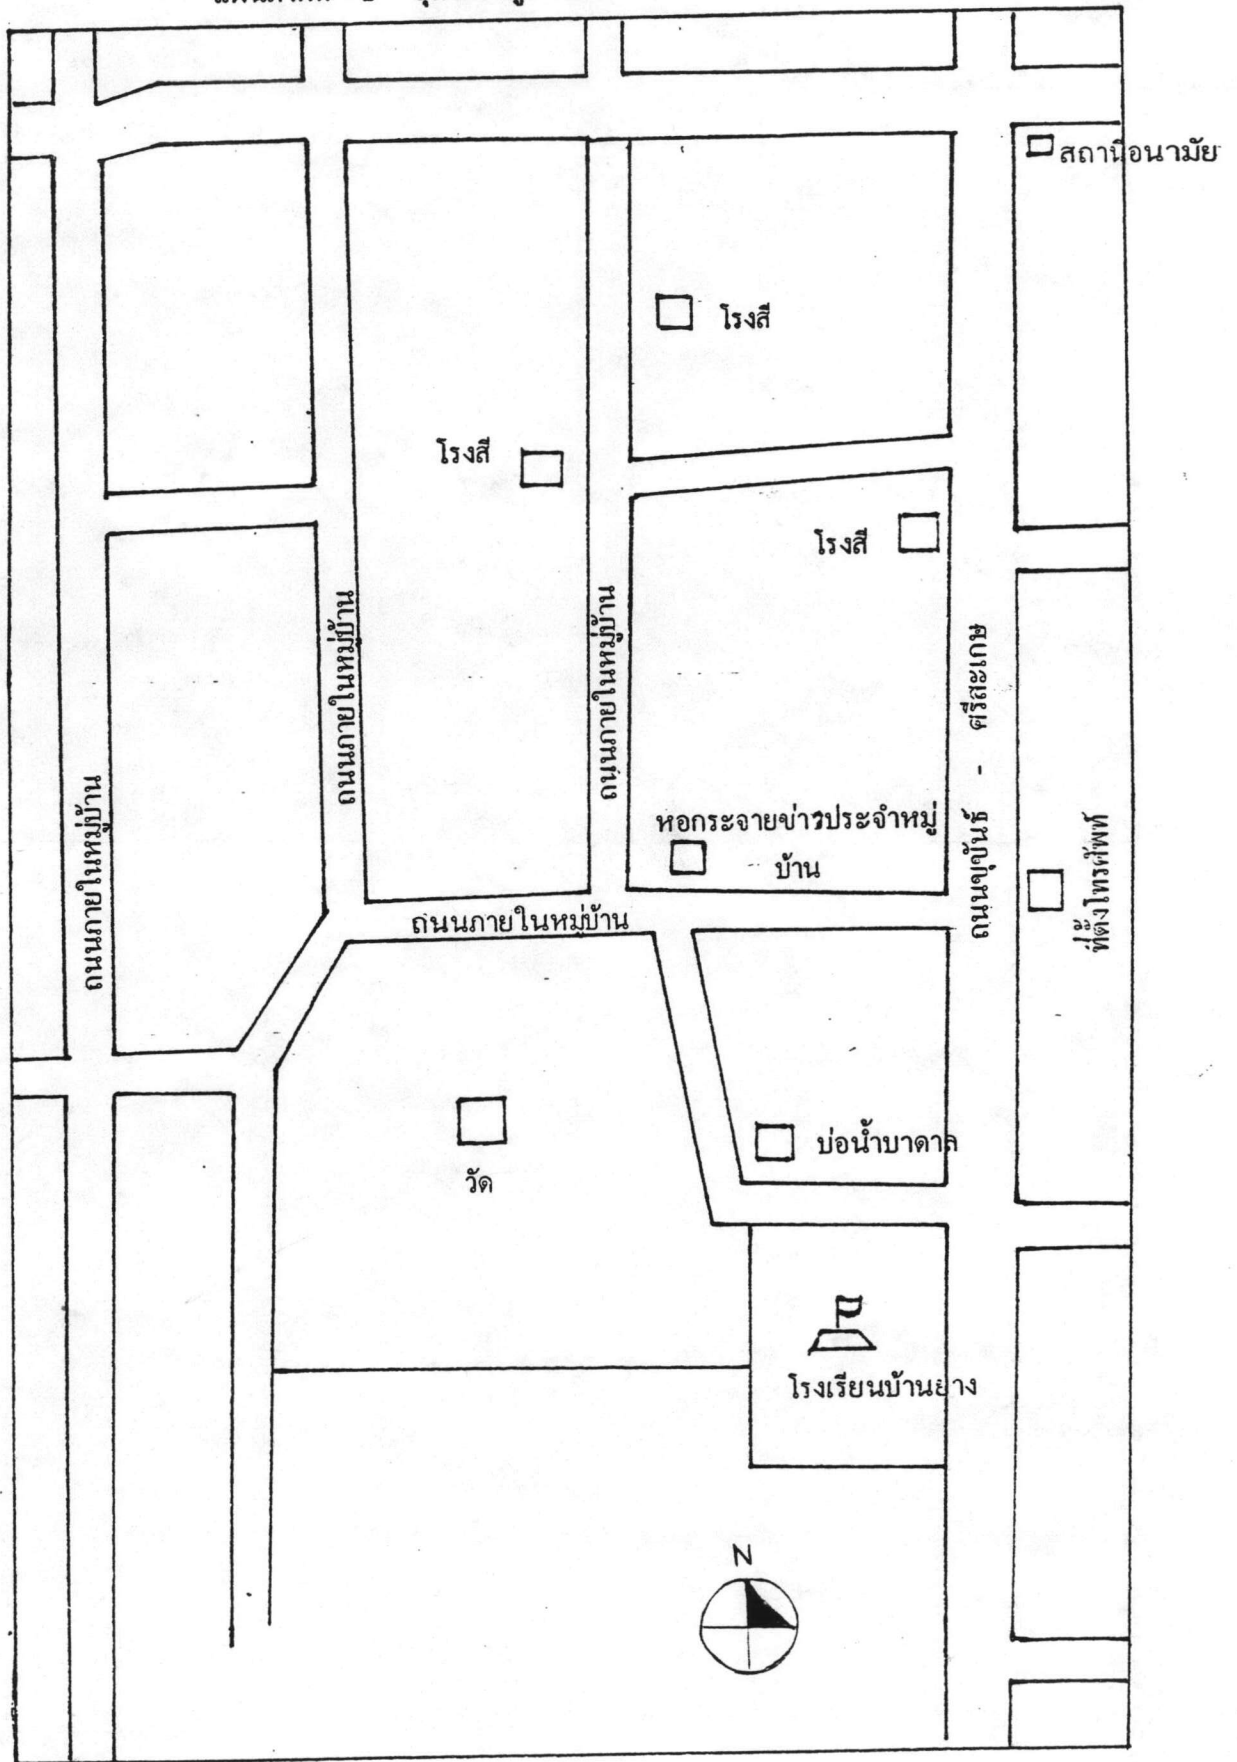 สถานีอนามัย
โรงสี
โรงสี
โรงสี
ถนนภายในหมู่บ้าน
ถนนภายในหมู่บ้าน
ถนนขุขันธ์ - ศรีสะเกษ
ถนนภายในหมู่บ้าน
หอกระจายข่าวประจำหมู่
บ้าน
ที่ตั้งโทรศัพท์
ถนนภายในหมู่บ้าน
บ่อน้ำบาดาล
วัด
โรงเรียนบ้านยาง
N